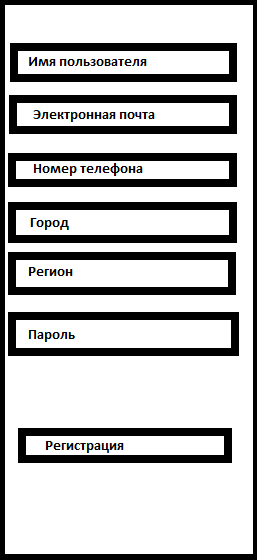 Имя пользователя
Электронная почта
Номер телефона
Город
Регион
Пароль
Регистрация